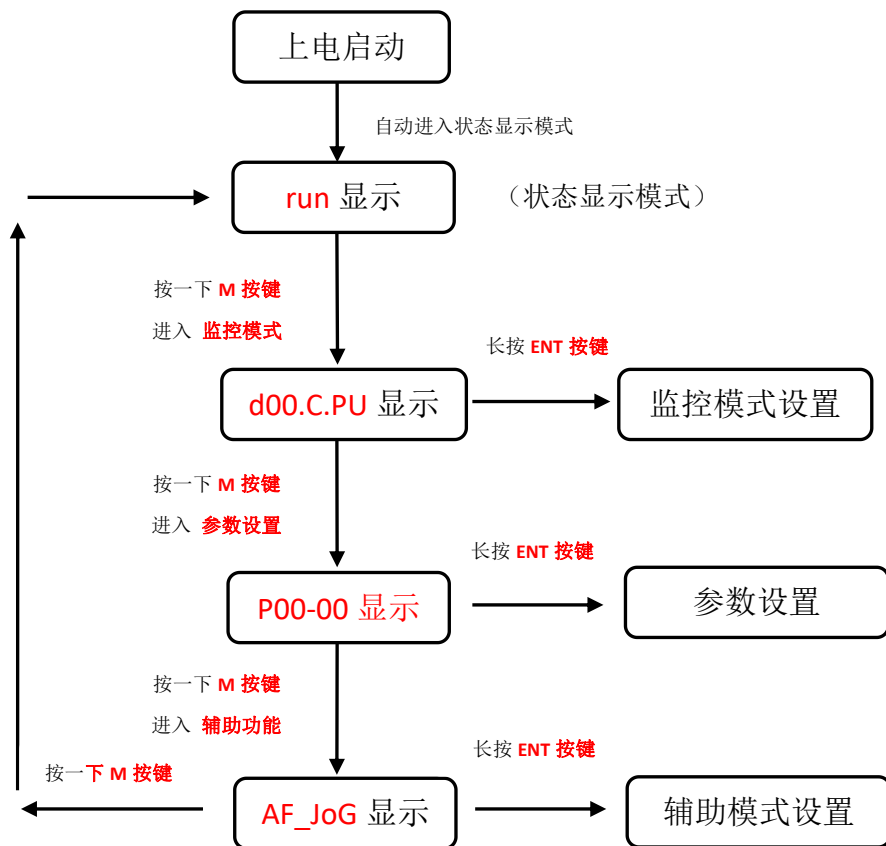 上电启动
自动进入状态显示模式
run 显示
（状态显示模式）
按一下 M 按键
进入 监控模式
长按 ENT 按键
d00.C.PU 显示
监控模式设置
按一下 M 按键
进入 参数设置
长按 ENT 按键
P00-00 显示
参数设置
按一下 M 按键
进入 辅助功能
长按 ENT 按键
按一下 M 按键
AF_JoG 显示
辅助模式设置